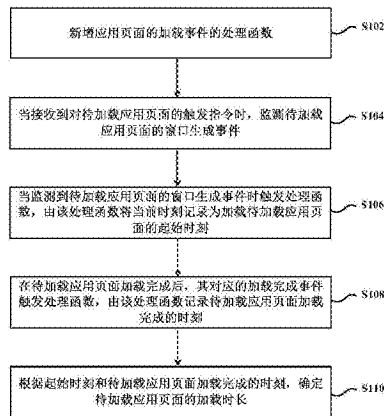 新增应用页面的加载事件的处理函数
S102
当接收到对待加载应用页面的触发指令时，监测待加载
应用页面的窗口生成事件
S104
当监测到待加载应用页面的窗口生成事件时触发处理函
数，由该处理函数将当前时刻记录为加载待加载应用页
面的起始时刻
S106
在待加载应用页面加载完成后，其对应的加载完成事件
触发处理函数，由该处理函数记录待加载应用页面加载
完成的时刻
S108
根据起始时刻和待加载应用页面加载完成的时刻，确定
待加载应用页面的加载时长
S110